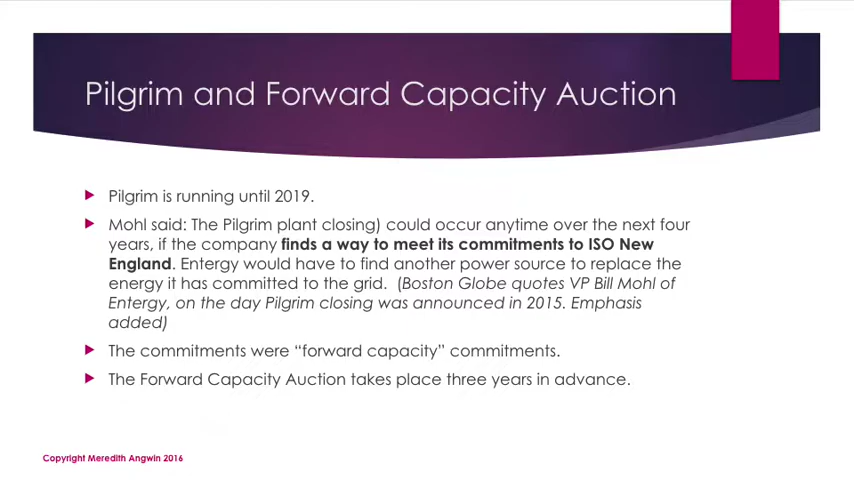 Pilgrim and Forward Capacity Auction
Pilgrim is running until 2019.
Mohl said: The Pilgrim plant closing) could occur anytime over the next four
years, if the company finds a way to meet its commitments to ISO New
England. Entergy would have to find another power source to replace the
energy it has committed to the grid.  (Boston Globe quotes VP Bill Mohl of
Entergy, on the day Pilgrim closing was announced in 2015. Emphasis
added)
The commitments were “forward capacity” commitments.
The Forward Capacity Auction takes place three years in advance.
Copyright Meredith Angwin 2016